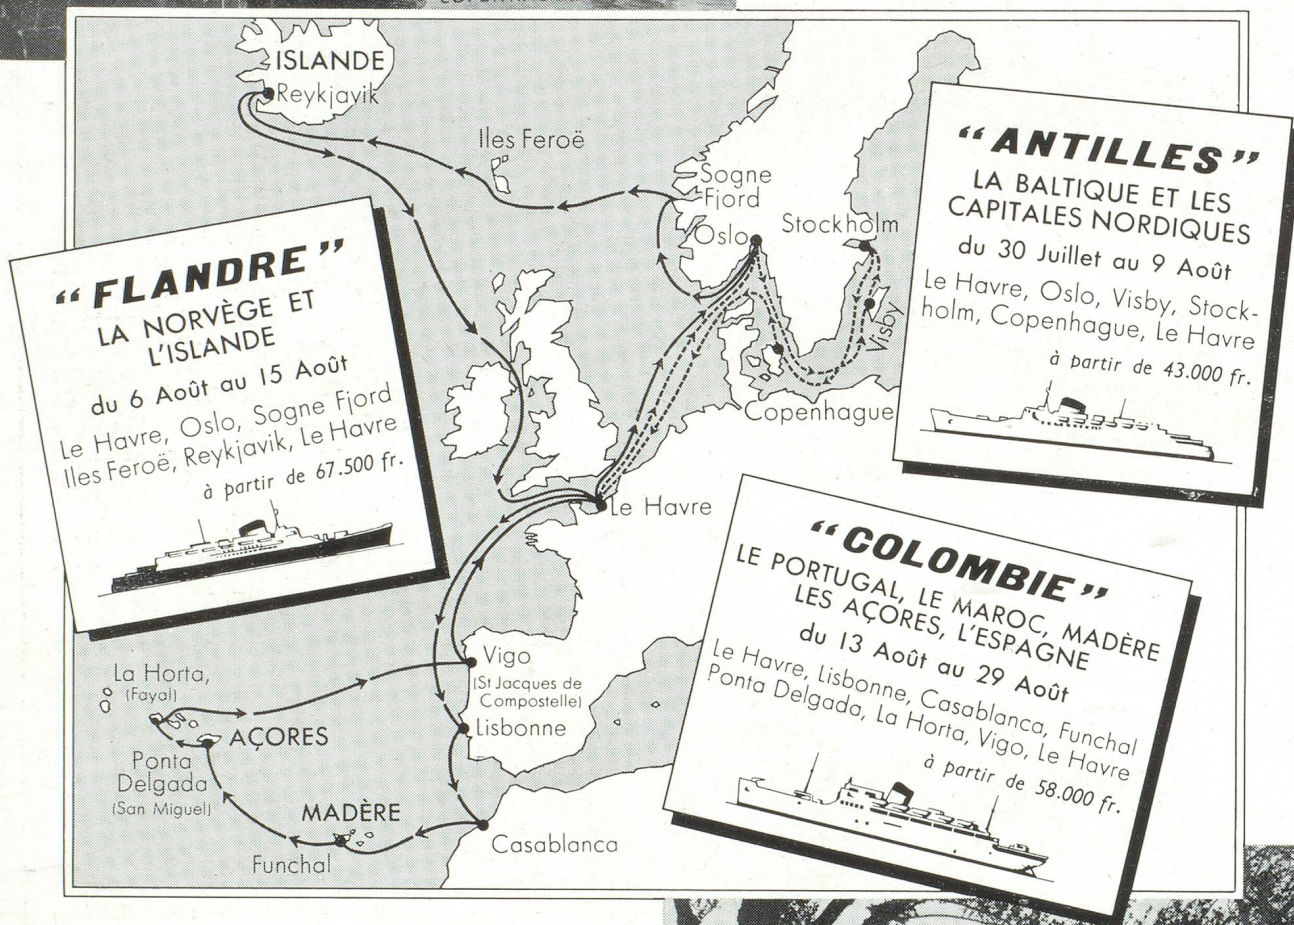 ISLANDE
Reykjavik
Iles Feroë
Sogne
Fjord
Oslo
Stockholm
Visby
Copenhague
Le Havre
Vigo
(St Jacques de
Compostelle)
Lisbonne
La Horta,
(Fayal)
AÇORES
Ponta
Delgada
(San Miguel)
MADÈRE
Funchal
Casablanca
"FLANDRE"
LA NORVÈGE ET
L'ISLANDE
du 6 Août au 15 Août
Le Havre, Oslo, Sogne Fjord
Iles Feroë, Reykjavik, Le Havre
à partir de 67.500 fr.
"ANTILLES"
LA BALTIQUE ET LES
CAPITALES NORDIQUES
du 30 Juillet au 9 Août
Le Havre, Oslo, Visby, Stock-
holm, Copenhague, Le Havre
à partir de 43.000 fr.
"COLOMBIE"
LE PORTUGAL, LE MAROC, MADÈRE
LES AÇORES, L'ESPAGNE
du 13 Août au 29 Août
Le Havre, Lisbonne, Casablanca, Funchal
Ponta Delgada, La Horta, Vigo, Le Havre
à partir de 58.000 fr.